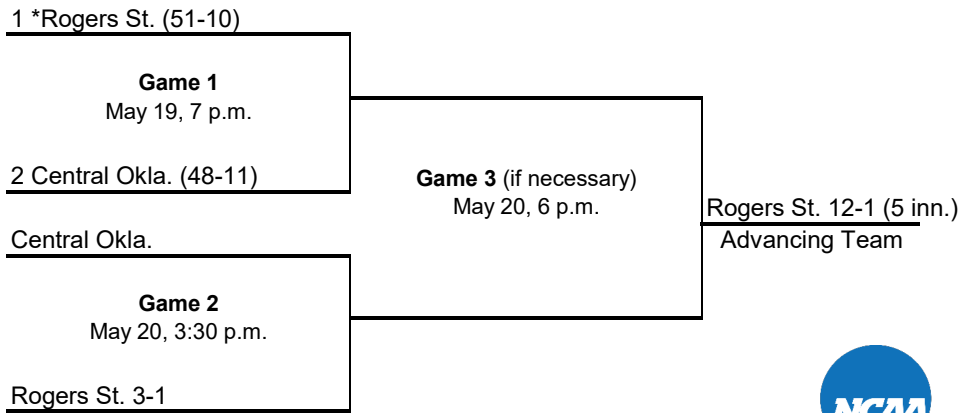 1 *Rogers St. (51-10)
Game 1
May 19, 7 p.m.
2 Central Okla. (48-11)
Game 3 (if necessary)
May 20, 6 p.m.
Rogers St. 12-1 (5 inn.)
Advancing Team
Central Okla.
Game 2
May 20, 3:30 p.m.
Rogers St. 3-1
NCAA